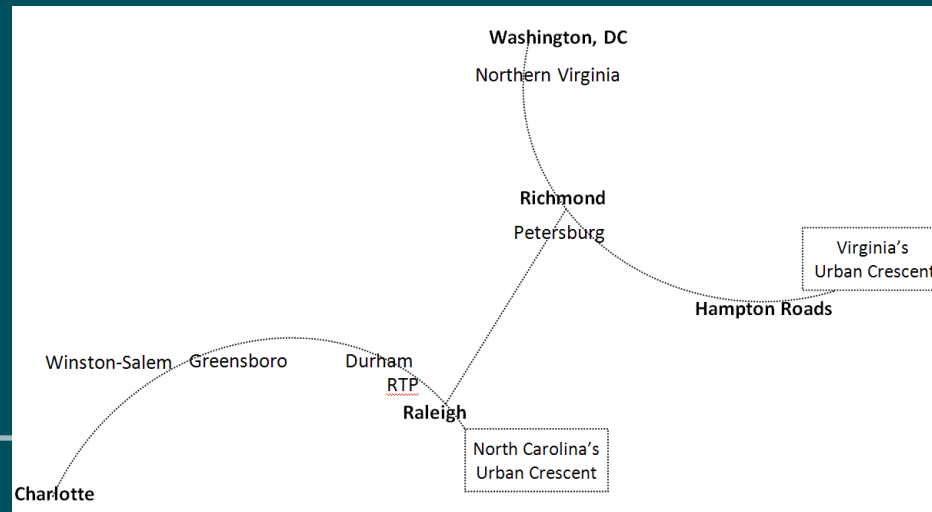 Washington, DC
Northern Virginia
Richmond
Petersburg
Virginia's
Urban Crescent
Hampton Roads
Winston-Salem
Greensboro
Durham
RTP
Raleigh
North Carolina's
Urban Crescent
Charlotte